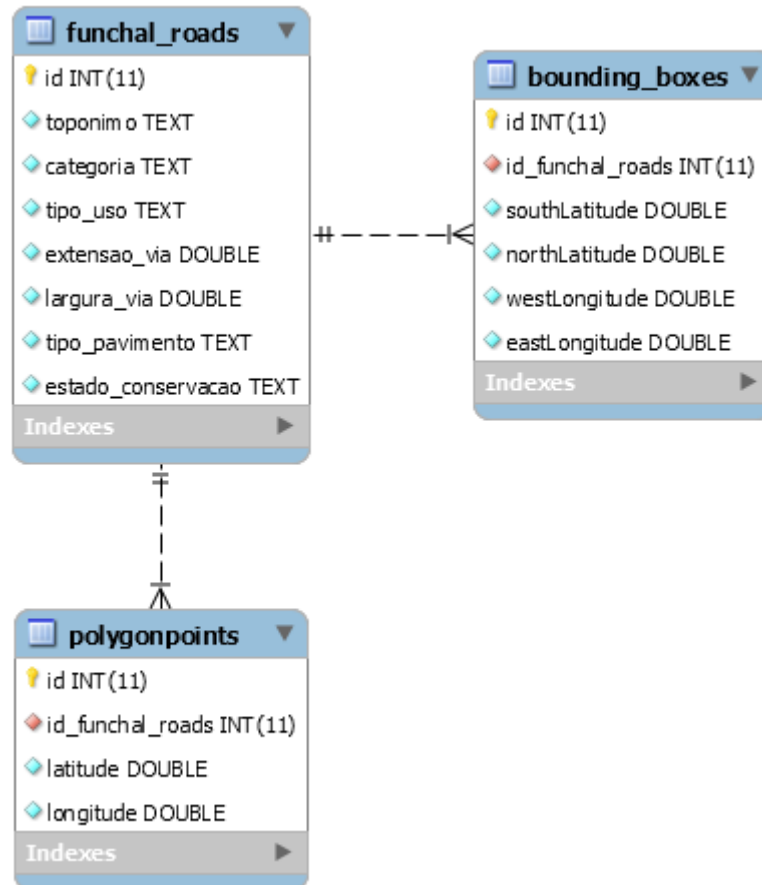 funchal_roads
id INT(11)
toponimo TEXT
categoria TEXT
tipo_uso TEXT
extensao_via DOUBLE
largura_via DOUBLE
tipo_pavimento TEXT
estado_conservacao TEXT
Indexes
bounding_boxes
id INT(11)
id_funchal_roads INT(11)
southLatitude DOUBLE
northLatitude DOUBLE
westLongitude DOUBLE
eastLongitude DOUBLE
Indexes
polygonpoints
id INT(11)
id_funchal_roads INT(11)
latitude DOUBLE
longitude DOUBLE
Indexes